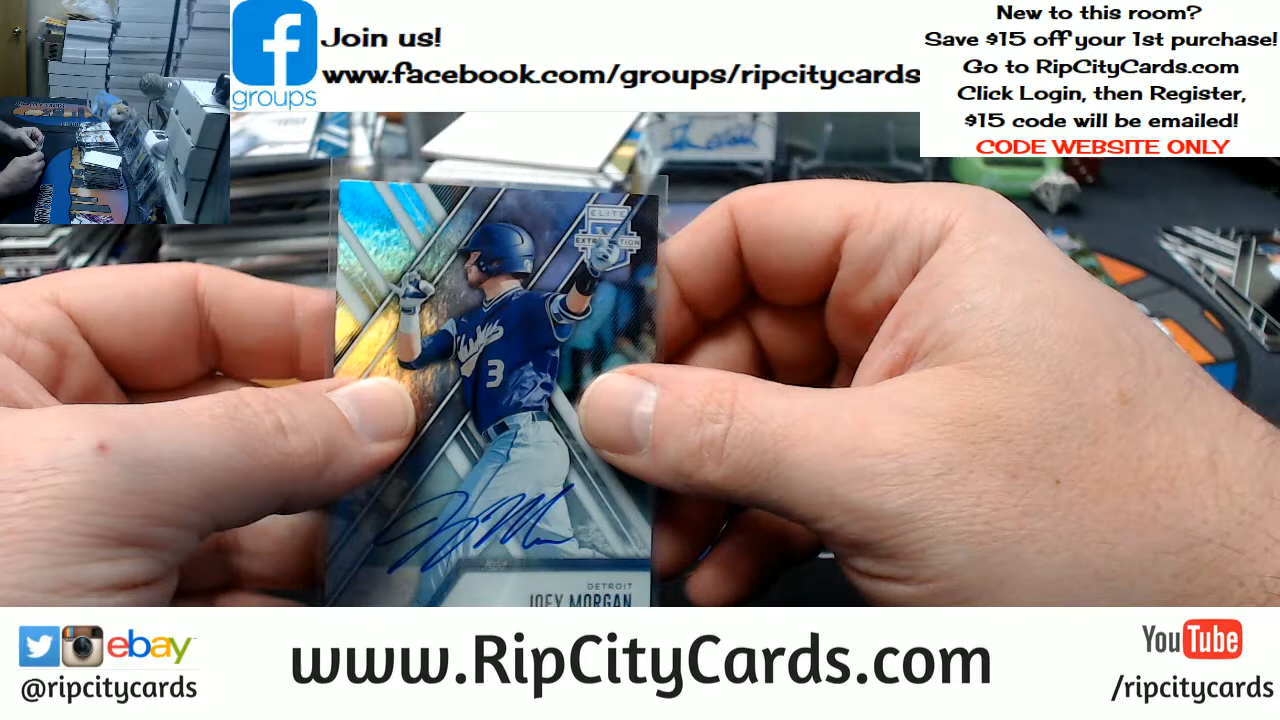 f
groups
Join us!
www.facebook.com/groups/ripcitycards
New to this room?
Save $15 off your 1st purchase!
Go to RipCityCards.com
Click Login, then Register,
$15 code will be emailed!
CODE WEBSITE ONLY
ELITE
3
DETROIT
JOEY MORGAN
ebay
@ripcitycards
www.RipCityCards.com
YouTube
/ripcitycards